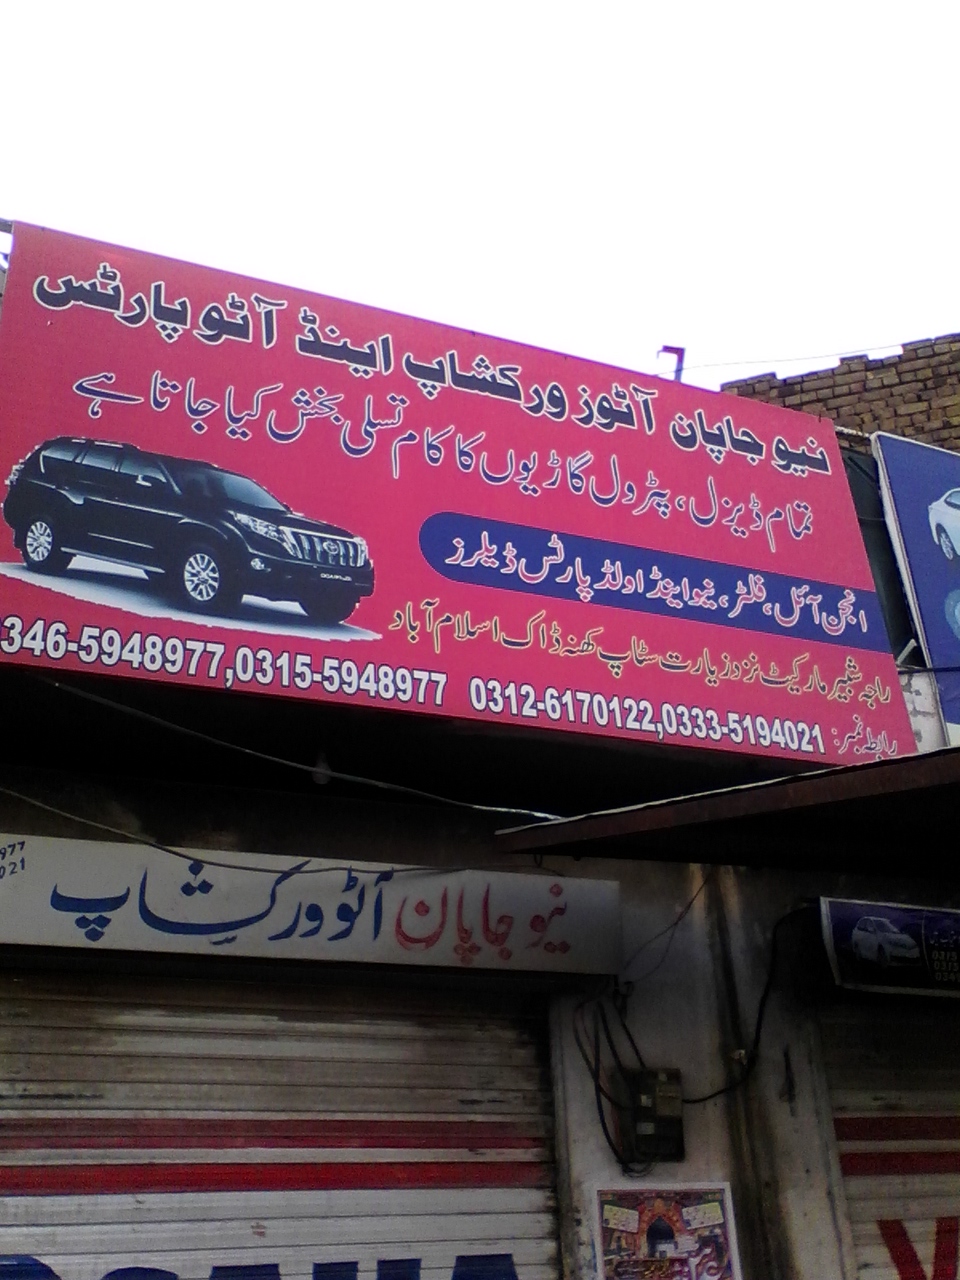 نیو جاپان آٹوز ورکشاپ اینڈ آٹو پارٹس
تمام ڈیزل، پٹرول گاڑیوں کا کام تسلی بخش کیا جاتا ہے
انجن آئل، فلٹر، نیو اینڈ اولڈ پارٹس ڈیلرز
راجہ شبیر مارکیٹ نزد زیارت سٹاپ کھنہ ڈاک اسلام آباد
رابطہ نمبر: 0312-6170122,0333-5194021
346-5948977,0315-5948977
نیو جاپان آٹو ورکشاپ
977
021